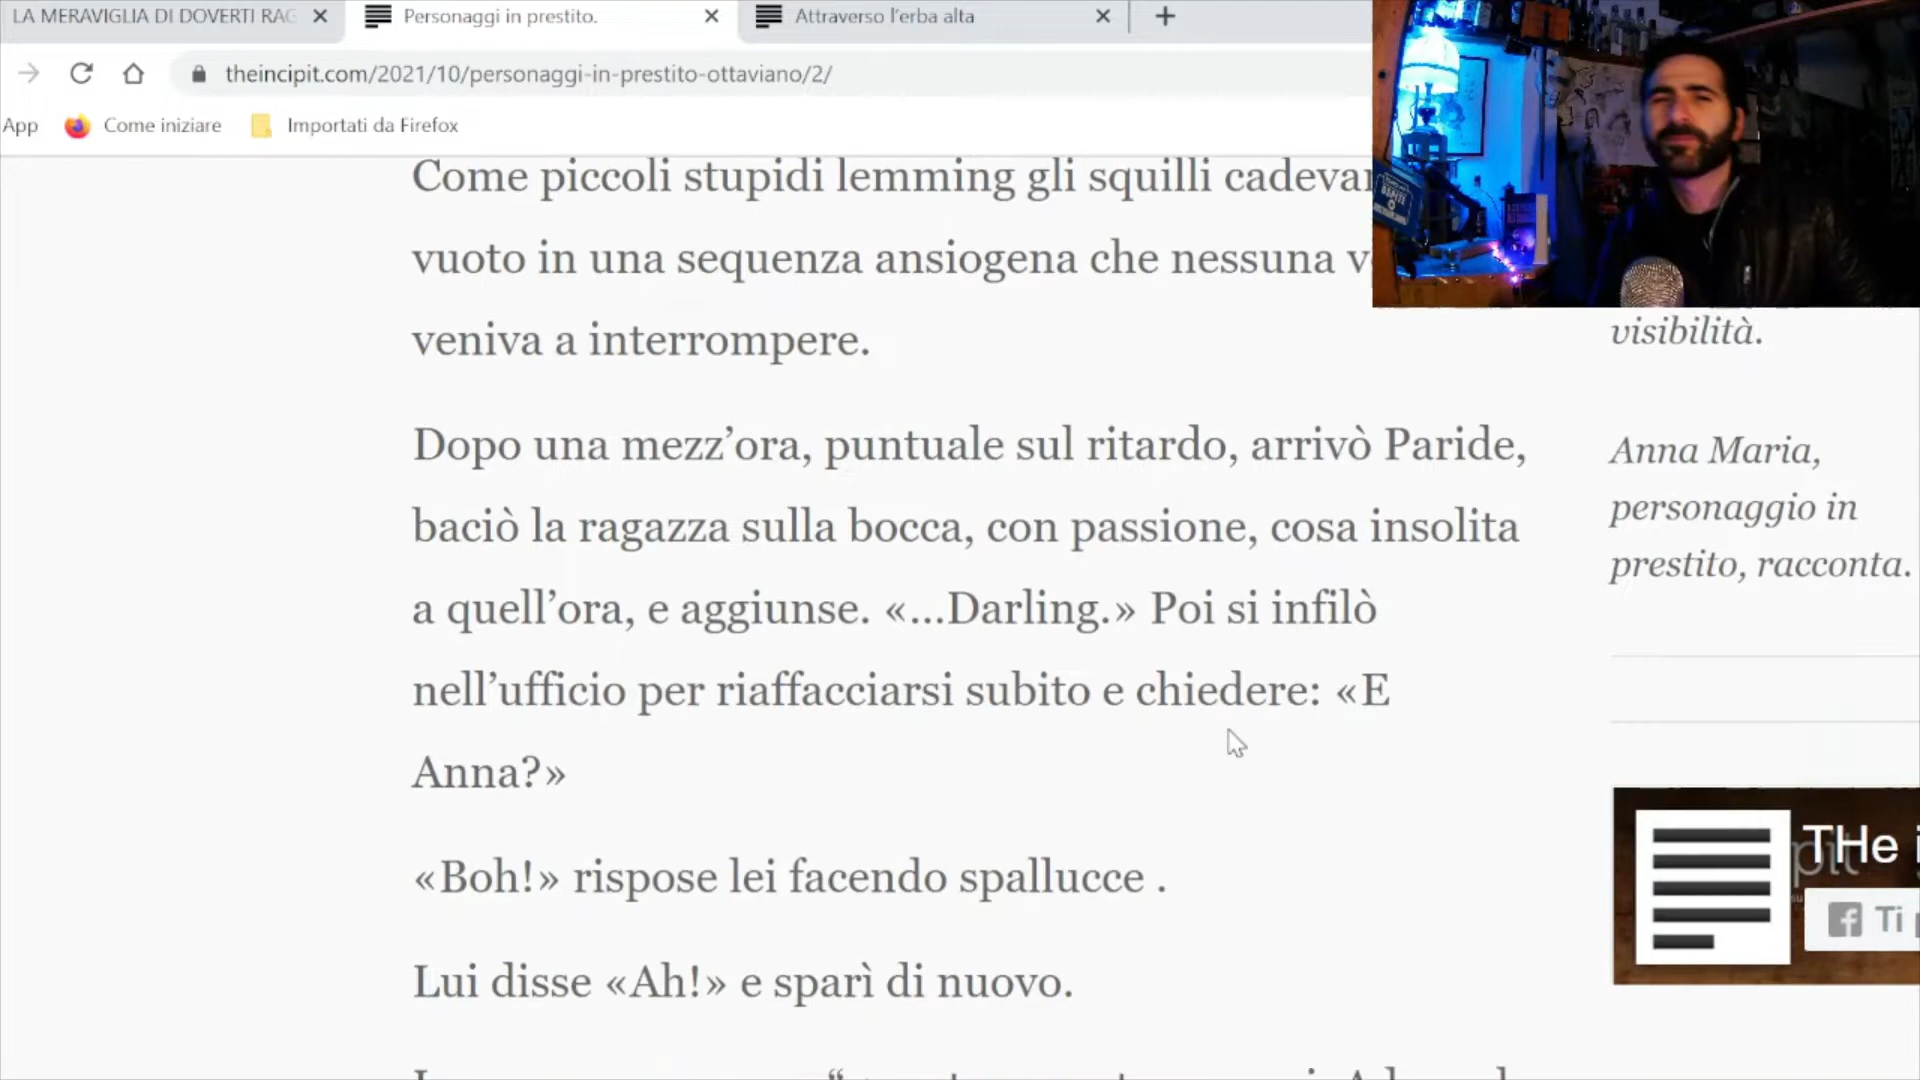 LA MERAVIGLIA DI DOVERTI RAG
Personaggi in prestito.
Attraverso l'erba alta
theincipit.com/2021/10/personaggi-in-prestito-ottaviano/2/
App
Come iniziare
Importati da Firefox
Come piccoli stupidi lemming gli squilli cadevan
vuoto in una sequenza ansiogena che nessuna v
veniva a interrompere.
Dopo una mezz’ora, puntuale sul ritardo, arrivò Paride,
baciò la ragazza sulla bocca, con passione, cosa insolita
a quell’ora, e aggiunse. «…Darling.» Poi si infilò
nell’ufficio per riaffacciarsi subito e chiedere: «E
Anna?»
«Boh!» rispose lei facendo spallucce .
Lui disse «Ah!» e sparì di nuovo.
visibilità.
Anna Maria,
personaggio in
prestito, racconta.
THe i
Ti p